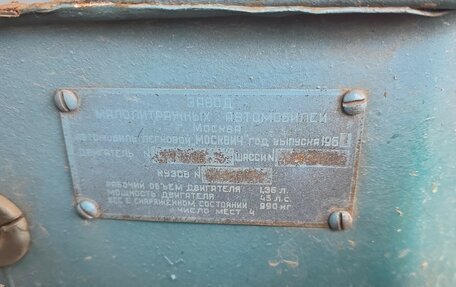 ЗАВОД
МАЛОЛИТРАЖНЫХ АВТОМОБИЛЕЙ
МОСКВА
АВТОМОБИЛЬ ЛЕГКОВОЙ МОСКВИЧ ГОД ВЫПУСКА 196
ДВИГАТЕЛЬ ШАССИ N
КУЗОВ N
РАБОЧИЙ ОБЪЕМ ДВИГАТЕЛЯ 1,36 Л.
МОЩНОСТЬ ДВИГАТЕЛЯ 45 Л.С.
ВЕС В СНАРЯЖЕННОМ СОСТОЯНИИ 990 КГ
ЧИСЛО МЕСТ 4